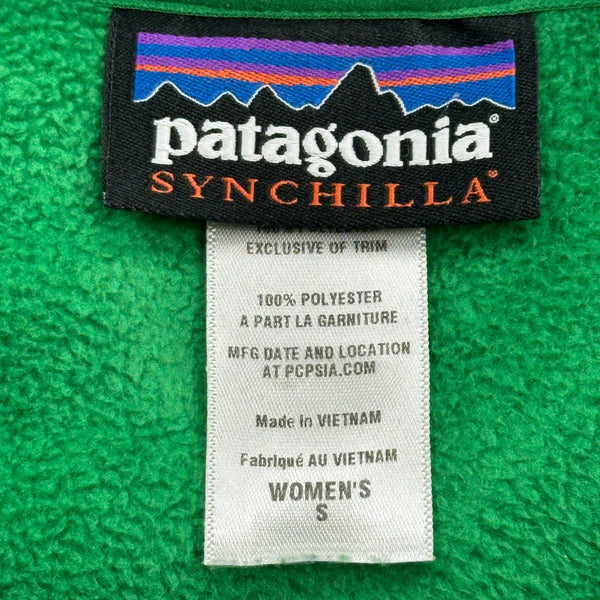 patagonia®
SYNCHILLA®
EXCLUSIVE OF TRIM
100% POLYESTER
A PART LA GARNITURE
MFG DATE AND LOCATION
AT PCPSIA.COM
Made in VIETNAM
Fabriqué AU VIETNAM
WOMEN'S
S